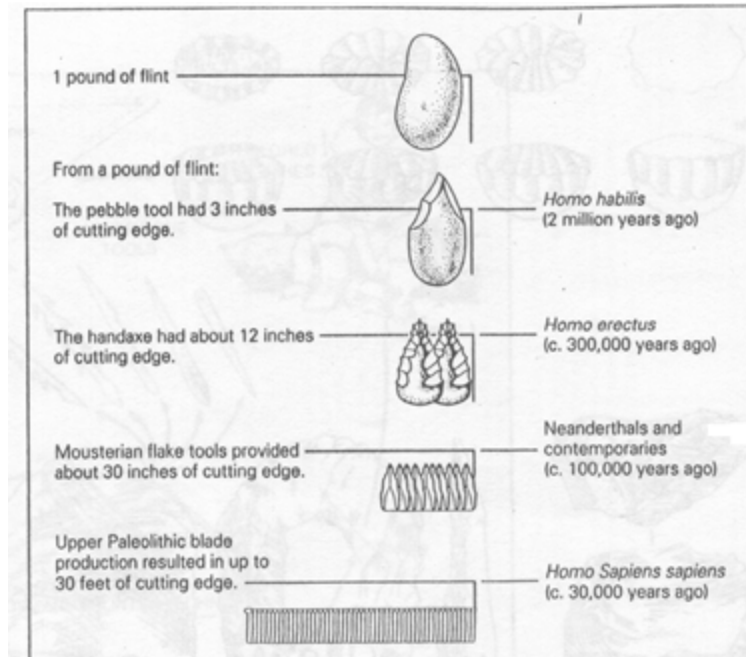 1 pound of flint
From a pound of flint:
The pebble tool had 3 inches
of cutting edge.
Homo habilis
(2 million years ago)
The handaxe had about 12 inches
of cutting edge.
Homo erectus
(c. 300,000 years ago)
Mousterian flake tools provided
about 30 inches of cutting edge.
Neanderthals and
contemporaries
(c. 100,000 years ago)
Upper Paleolithic blade
production resulted in up to
30 feet of cutting edge.
Homo Sapiens sapiens
(c. 30,000 years ago)